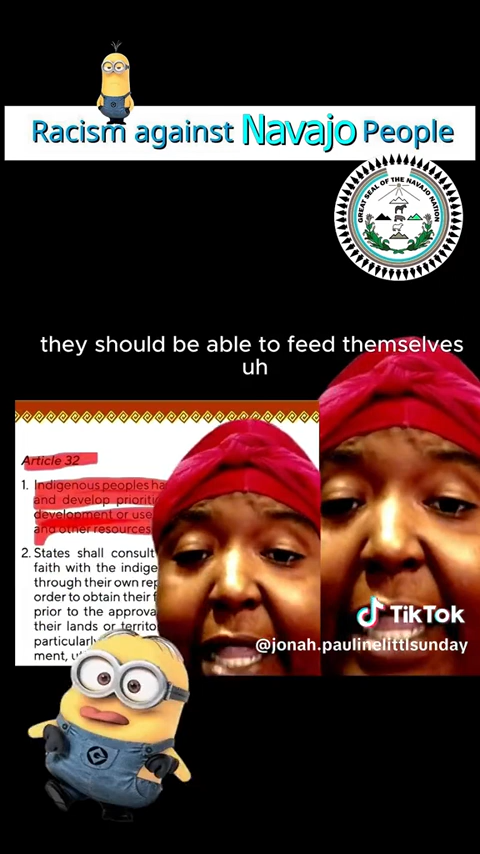 Racism against Navajo People
GREAT SEAL OF THE NAVAJO NATION
they should be able to feed themselves
uh
Article 32
1. Indigenous peoples ha
and develop prioriti
development or use
and other resources
2. States shall consult
faith with the indige
through their own rep
order to obtain their f
prior to the approva
their lands or territo
particularly
ment, u
TikTok
@jonah.paulinelittlsunday